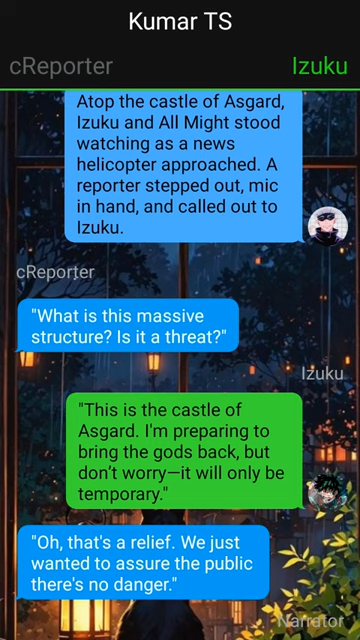 Kumar TS
cReporter
Izuku
Atop the castle of Asgard,
Izuku and All Might stood
watching as a news
helicopter approached. A
reporter stepped out, mic
in hand, and called out to
Izuku.
cReporter
"What is this massive
structure? Is it a threat?"
Izuku
"This is the castle of
Asgard. I'm preparing to
bring the gods back, but
don't worry—it will only be
temporary."
"Oh, that's a relief. We just
wanted to assure the public
there's no danger."
Narrator